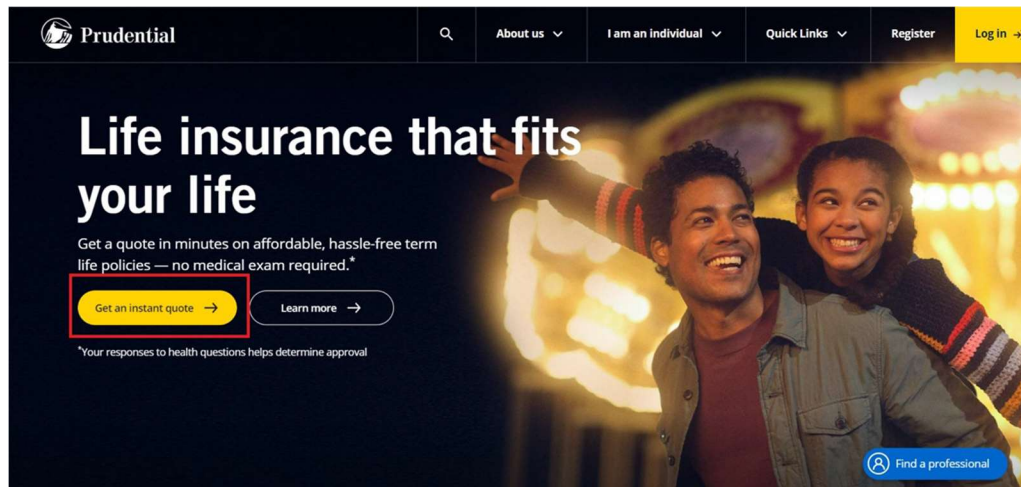 Prudential
About us
I am an individual
Quick Links
Register
Log in
Life insurance that fits
your life
Get a quote in minutes on affordable, hassle-free term
life policies — no medical exam required.*
Get an instant quote
Learn more
*Your responses to health questions helps determine approval
Find a professional